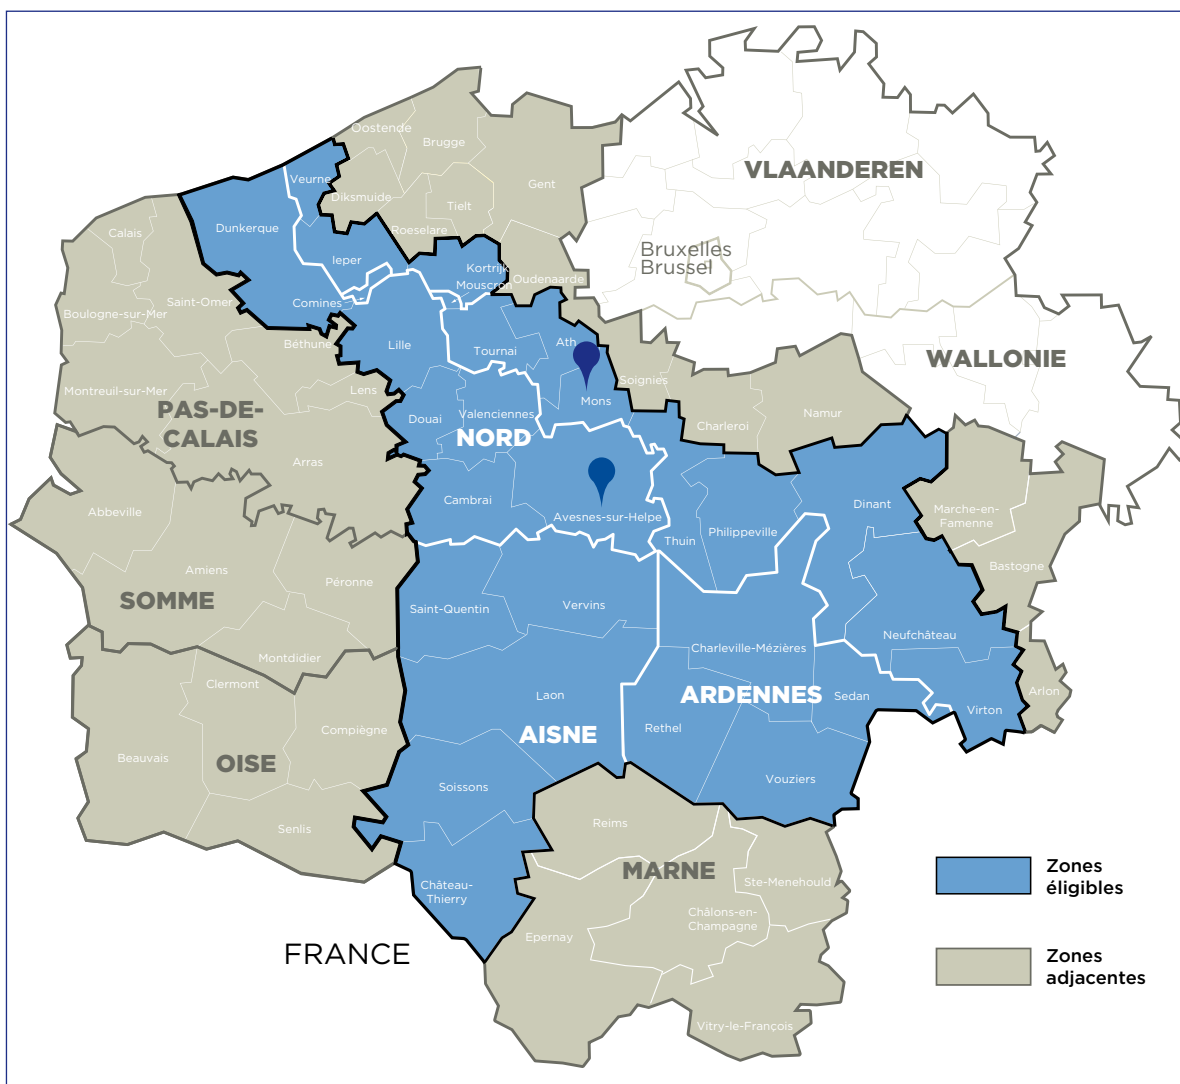 Oostende
Brugge
VLAANDEREN
Veurne
Diksmuide
Gent
Tielt
Dunkerque
Roeselare
Calais
Ieper
Bruxelles
Brussel
Kortrijk
Mouscron
Oudenaarde
Saint-Omer
Comines
Boulogne-sur-Mer
Béthune
Lille
Tournai
Ath
WALLONIE
Soignies
Montreuil-sur-Mer
Lens
PAS-DE-
CALAIS
Mons
Namur
Douai
Valenciennes
NORD
Charleroi
Arras
Cambrai
Dinant
Abbeville
Avesnes-sur-Helpe
Marche-en-
Famenne
Thuin
Philippeville
Amiens
Péronne
Bastogne
SOMME
Saint-Quentin
Vervins
Neufchâteau
Charleville-Mézières
Montdidier
Clermont
Laon
ARDENNES
Sedan
Arlon
Virton
Compiègne
Rethel
AISNE
Beauvais
OISE
Soissons
Vouziers
Senlis
Reims
MARNE
Zones
éligibles
Château-
Thierry
Ste-Menehould
Châlons-en-
Champagne
Epernay
FRANCE
Zones
adjacentes
Vitry-le-François